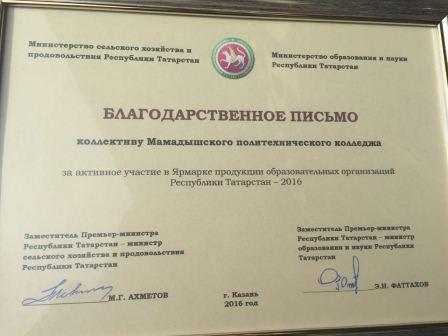 Министерство сельского хозяйства и
продовольствия Республики Татарстан
Министерство образования и науки
Республики Татарстан
БЛАГОДАРСТВЕННОЕ ПИСЬМО
коллективу Мамадышского политехнического колледжа
за активное участие в Ярмарке продукции образовательных организаций
Республики Татарстан – 2016
Заместитель Премьер-министра
Республики Татарстан – министр
сельского хозяйства и продовольствия
Республики Татарстан
Заместитель Премьер-министра
Республики Татарстан – министр
образования и науки Республики
Татарстан
М.Г. АХМЕТОВ
г. Казань
2016 год
Э.Н. ФАТТАХОВ